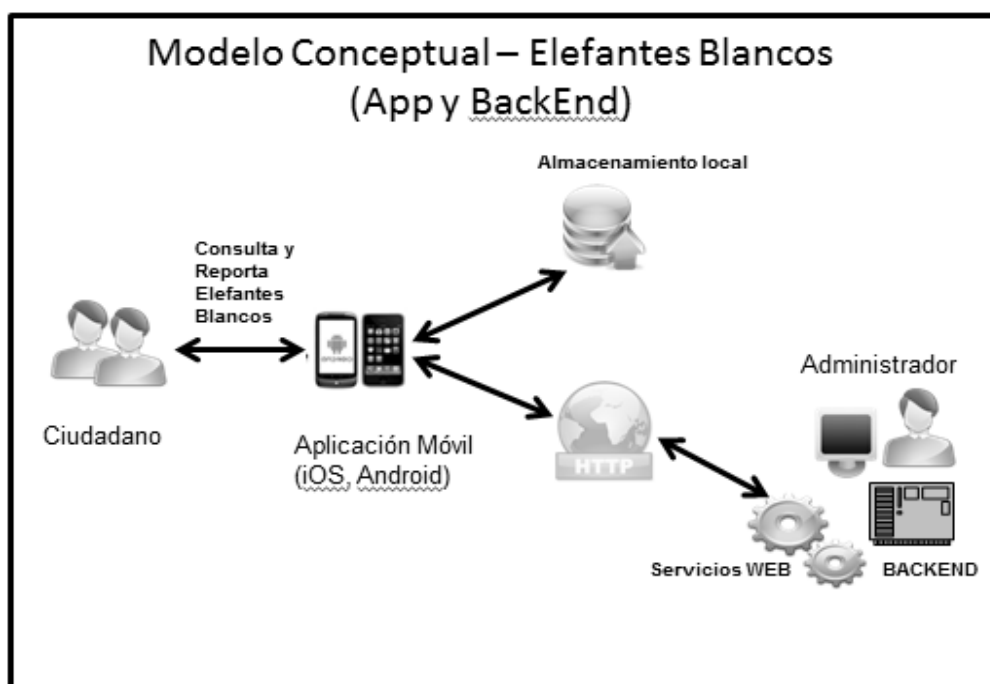 Modelo Conceptual – Elefantes Blancos
(App y BackEnd)
Almacenamiento local
Consulta y
Reporta
Elefantes
Blancos
Ciudadano
ANDROID
Aplicación Móvil
(iOS, Android)
HTTP
Administrador
Servicios WEB
BACKEND